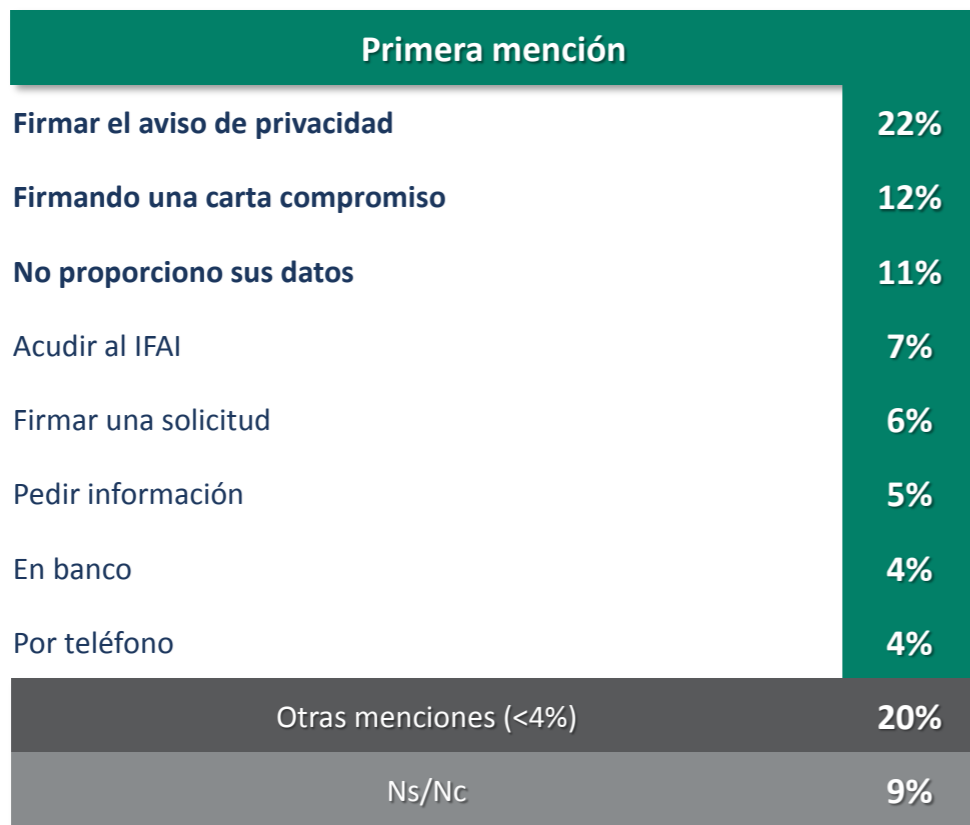 Primera mención
Firmar el aviso de privacidad 22%
Firmando una carta compromiso 12%
No proporciono sus datos 11%
Acudir al IFAI 7%
Firmar una solicitud 6%
Pedir información 5%
En banco 4%
Por teléfono 4%
Otras menciones (<4%) 20%
Ns/Nc 9%